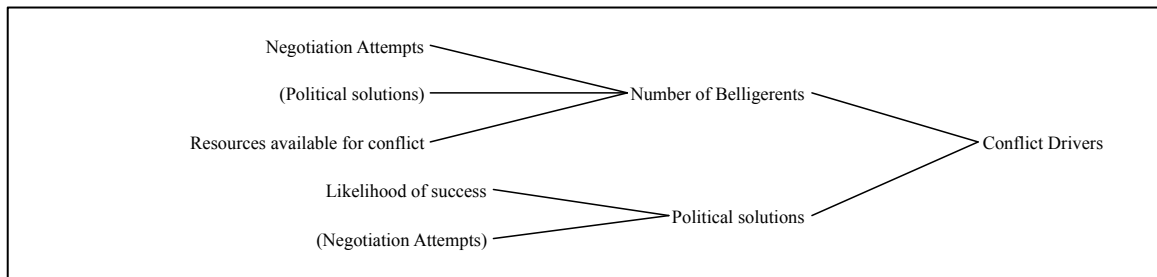 Negotiation Attempts
(Political solutions)
Number of Belligerents
Resources available for conflict
Conflict Drivers
Likelihood of success
Political solutions
(Negotiation Attempts)